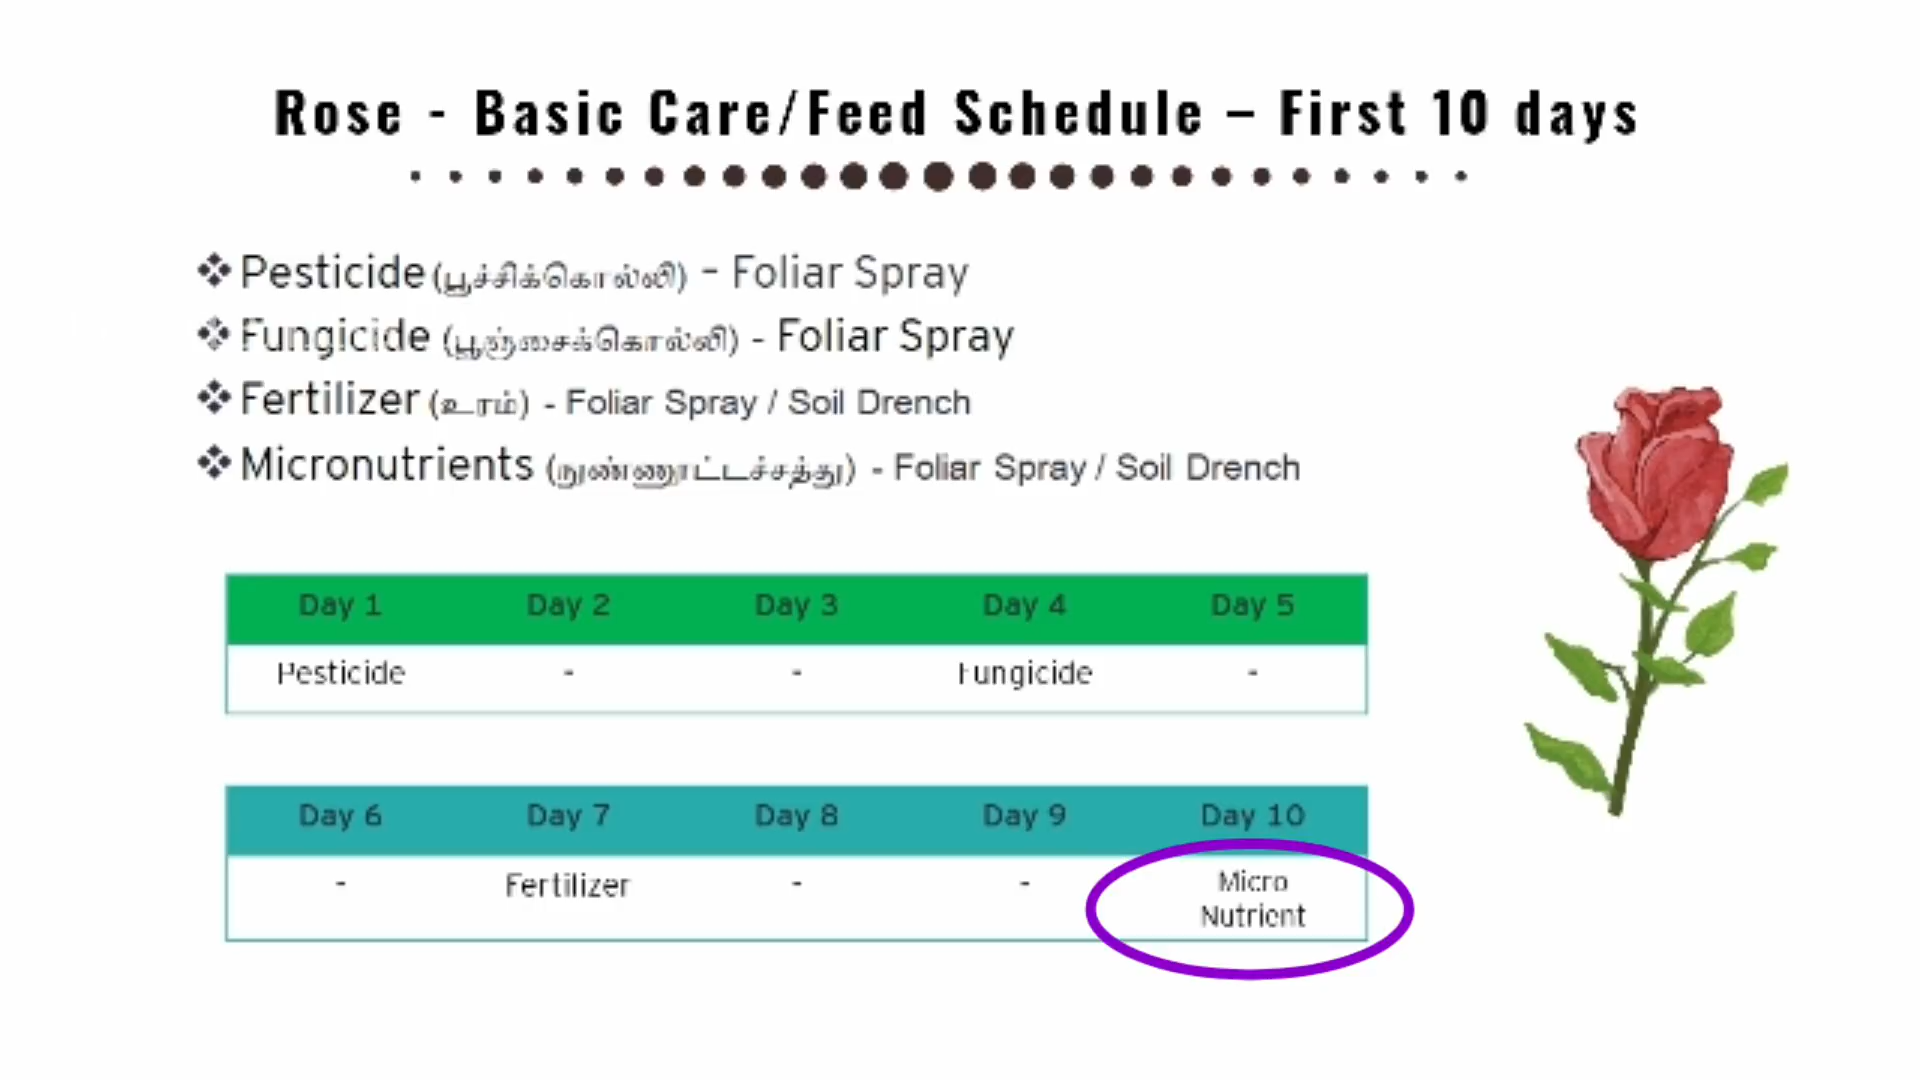 Rose - Basic Care/Feed Schedule – First 10 days
❖ Pesticide (பூச்சிக்கொல்லி) – Foliar Spray
❖ Fungicide (பூஞ்சைக்கொல்லி) - Foliar Spray
❖ Fertilizer (உரம்) - Foliar Spray / Soil Drench
❖ Micronutrients (நுண்ணூட்டச்சத்து) - Foliar Spray / Soil Drench
Day 1 Day 2 Day 3 Day 4 Day 5
Pesticide - - Fungicide -
Day 6 Day 7 Day 8 Day 9 Day 10
- Fertilizer - - Micro
Nutrient